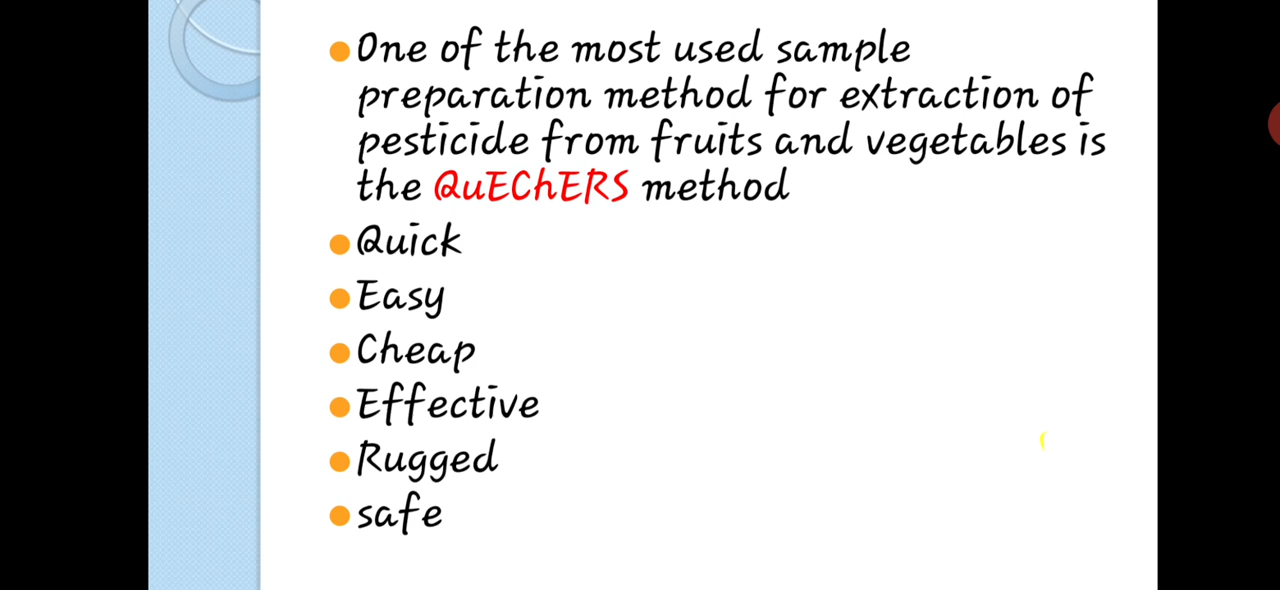 One of the most used sample
preparation method for extraction of
pesticide from fruits and vegetables is
the QuEChERS method
Quick
Easy
Cheap
Effective
Rugged
safe